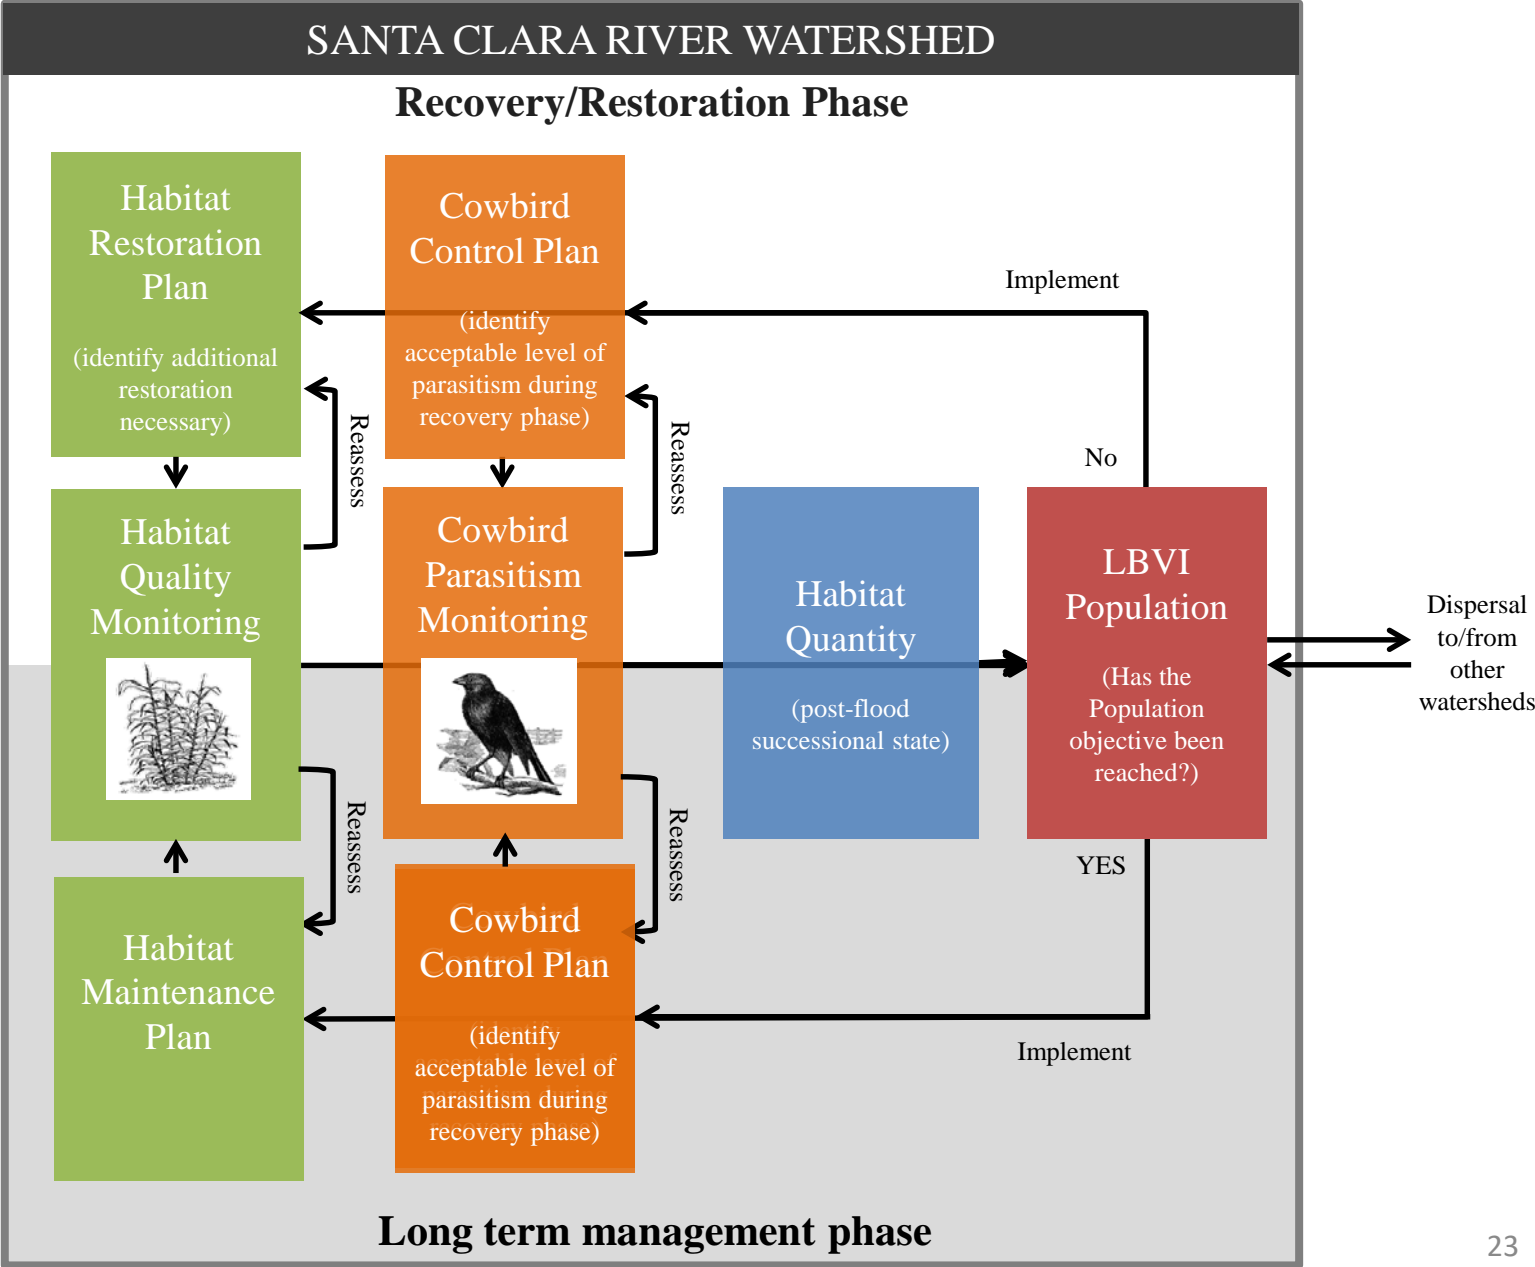 SANTA CLARA RIVER WATERSHED
Recovery/Restoration Phase
Habitat
Restoration
Plan
(identify additional
restoration
necessary)
Cowbird
Control Plan
(identify
acceptable level of
parasitism during
recovery phase)
Implement
Reassess
Reassess
No
Habitat
Quality
Monitoring
Cowbird
Parasitism
Monitoring
Habitat
Quantity
(post-flood
successional state)
LBVI
Population
(Has the
Population
objective been
reached?)
Dispersal
to/from
other
watersheds
Reassess
Reassess
YES
Habitat
Maintenance
Plan
Cowbird
Control Plan
(identify
acceptable level of
parasitism during
recovery phase)
Implement
Long term management phase
23